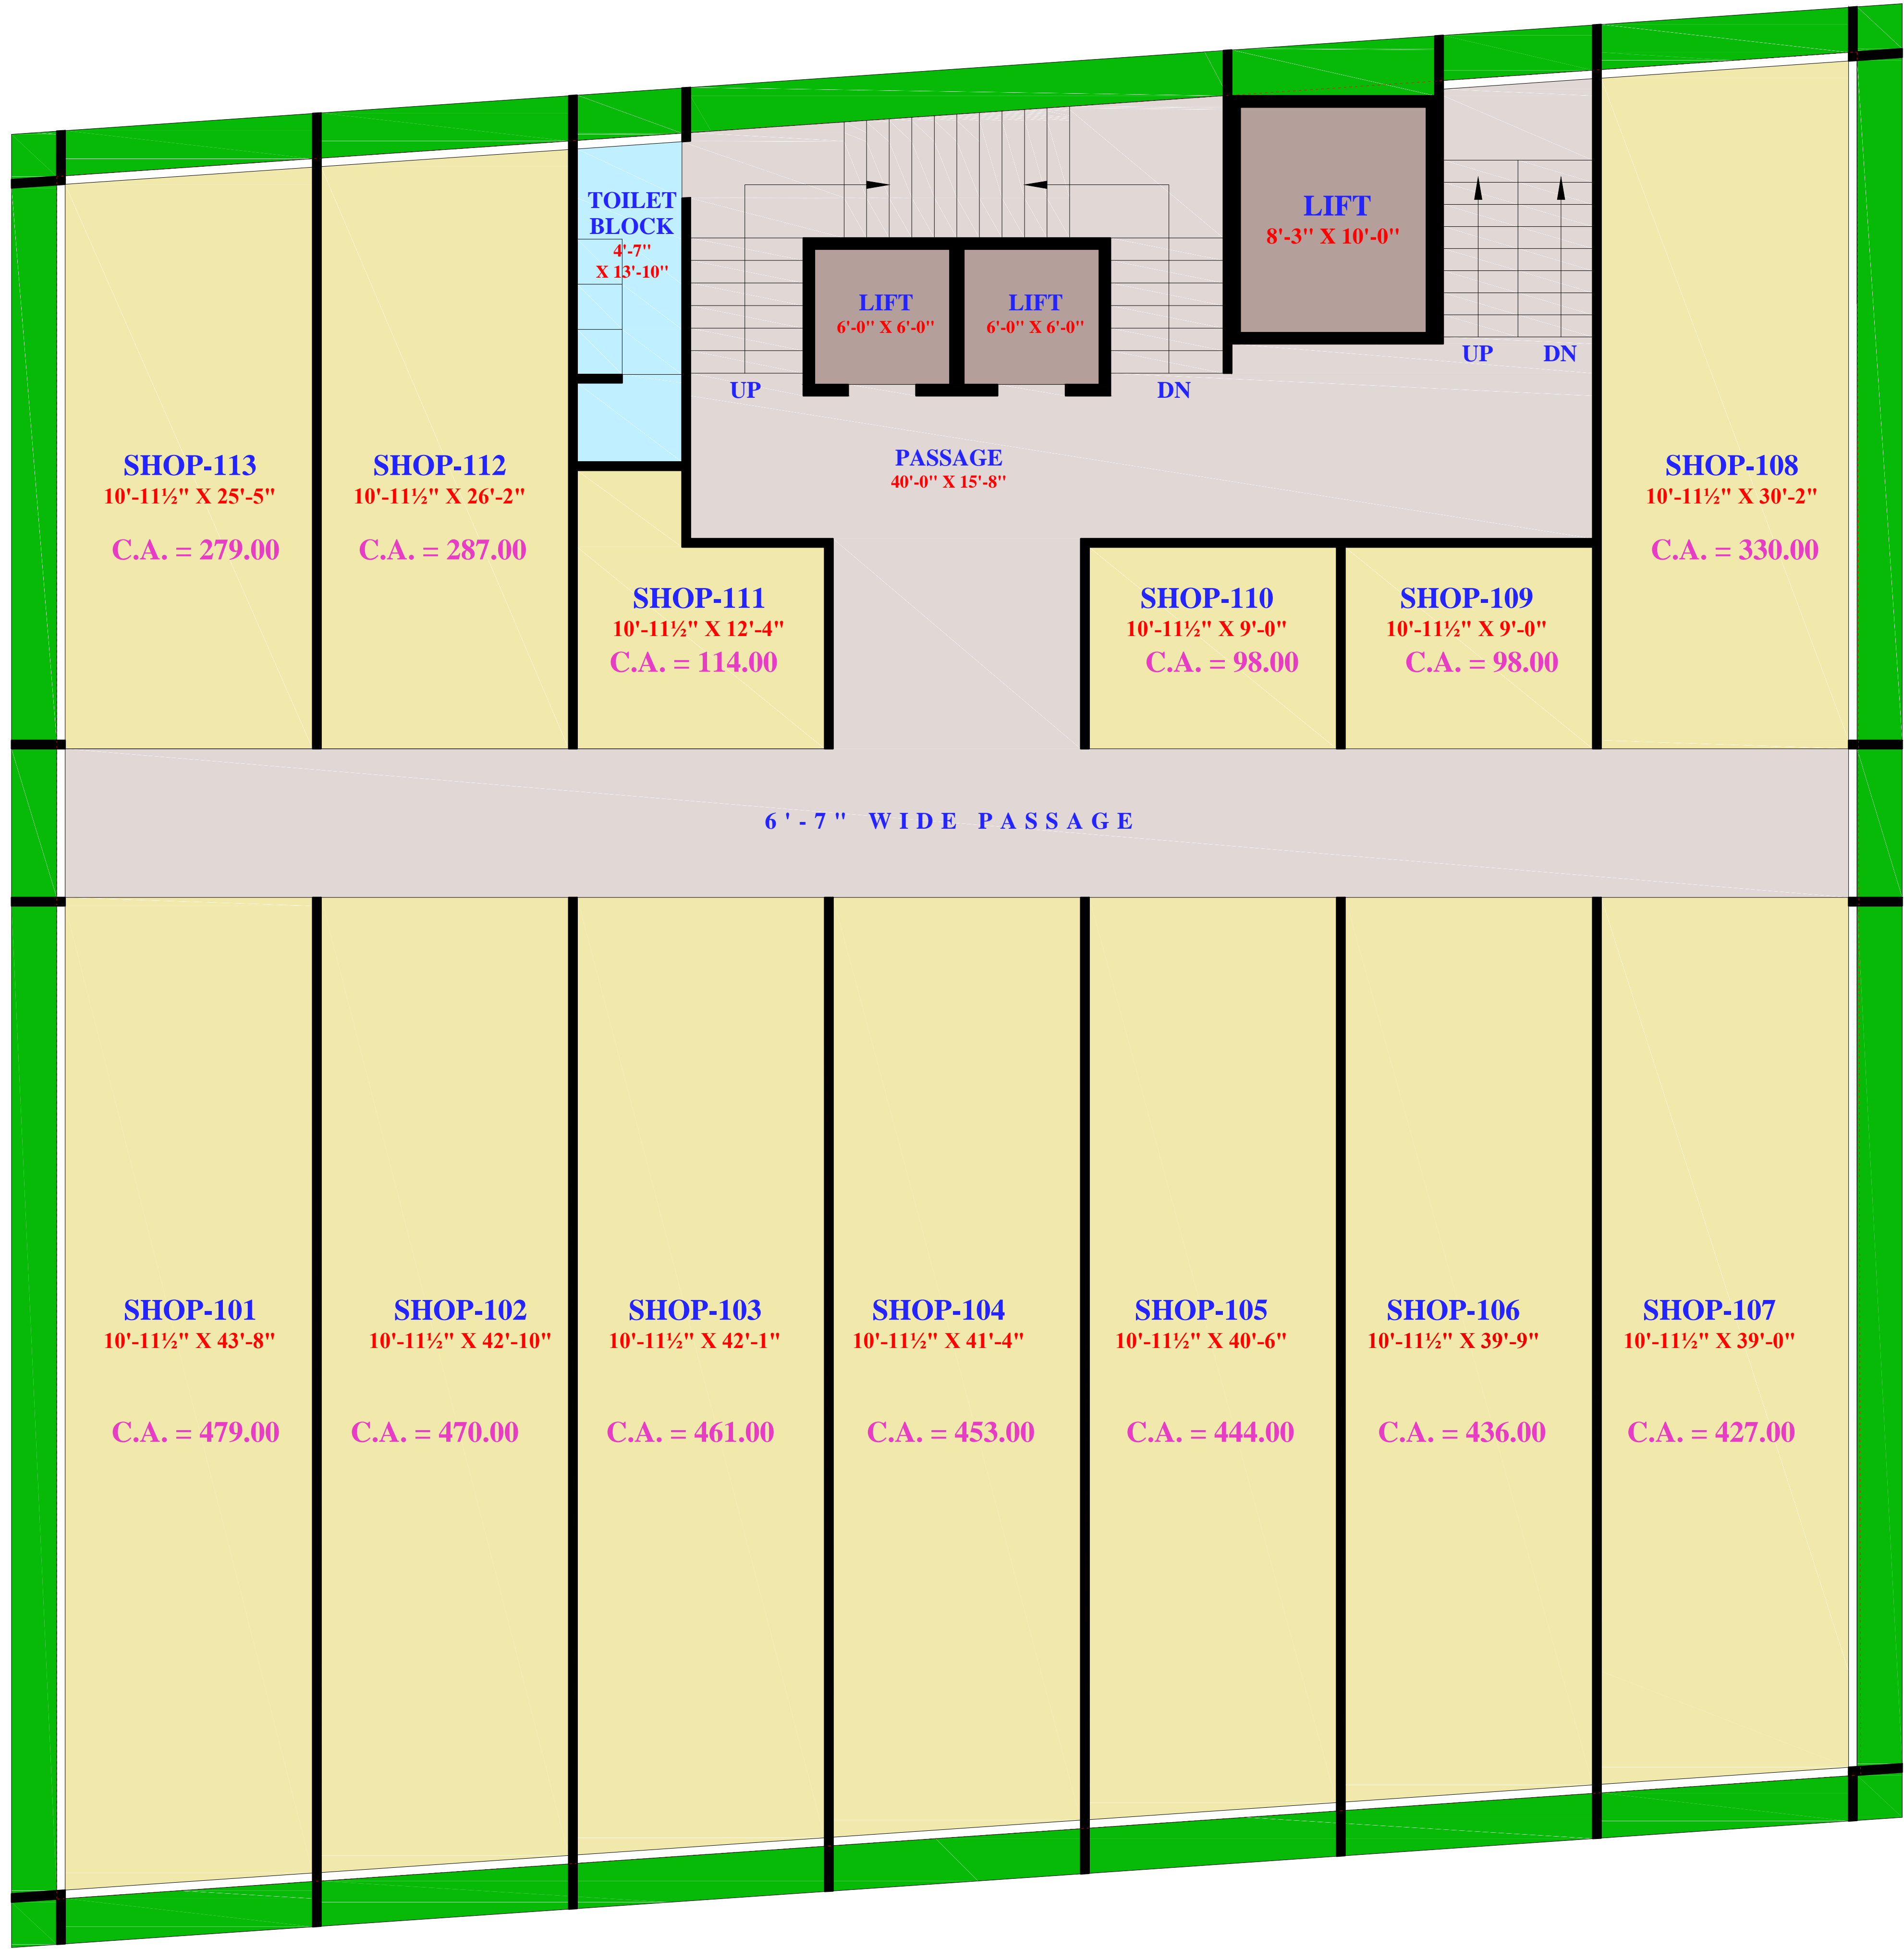 TOILET
BLOCK
4'-7"
X 13'-10"
LIFT
8'-3" X 10'-0"
LIFT
6'-0" X 6'-0"
LIFT
6'-0" X 6'-0"
UP
DN
UP
DN
PASSAGE
40'-0" X 15'-8"
SHOP-113
10'-11½" X 25'-5"
C.A. = 279.00
SHOP-112
10'-11½" X 26'-2"
C.A. = 287.00
SHOP-111
10'-11½" X 12'-4"
C.A. = 114.00
SHOP-110
10'-11½" X 9'-0"
C.A. = 98.00
SHOP-109
10'-11½" X 9'-0"
C.A. = 98.00
SHOP-108
10'-11½" X 30'-2"
C.A. = 330.00
6'-7" WIDE PASSAGE
SHOP-101
10'-11½" X 43'-8"
C.A. = 479.00
SHOP-102
10'-11½" X 42'-10"
C.A. = 470.00
SHOP-103
10'-11½" X 42'-1"
C.A. = 461.00
SHOP-104
10'-11½" X 41'-4"
C.A. = 453.00
SHOP-105
10'-11½" X 40'-6"
C.A. = 444.00
SHOP-106
10'-11½" X 39'-9"
C.A. = 436.00
SHOP-107
10'-11½" X 39'-0"
C.A. = 427.00